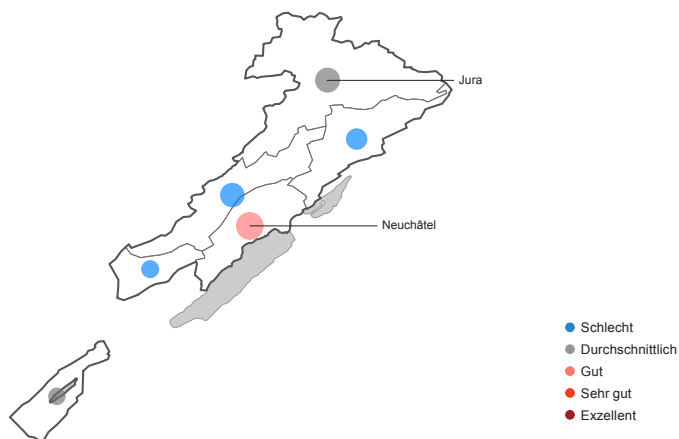 Jura
Neuchâtel
Schlecht
Durchschnittlich
Gut
Sehr gut
Exzellent